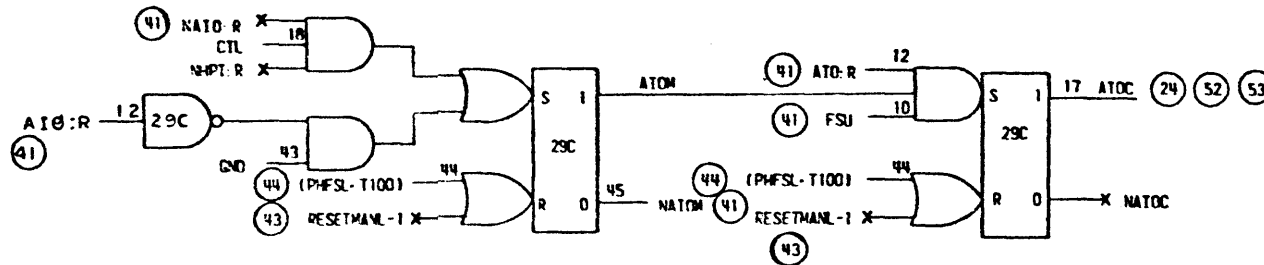 41 NATO:R
18
CTL
NHPT:R
AI0:R
41
12
29C
43
GND
44 (PHFSL-T100)
44
43 RESETMANL-1
S 1
29C
R 0
ATOM
45
NATOM
41 ATO:R
12
41 FSU
10
44 (PHFSL-T100)
44
41
RESETMANL-1
43
S 1
29C
R 0
17 ATOC 24 52 53
NATOC